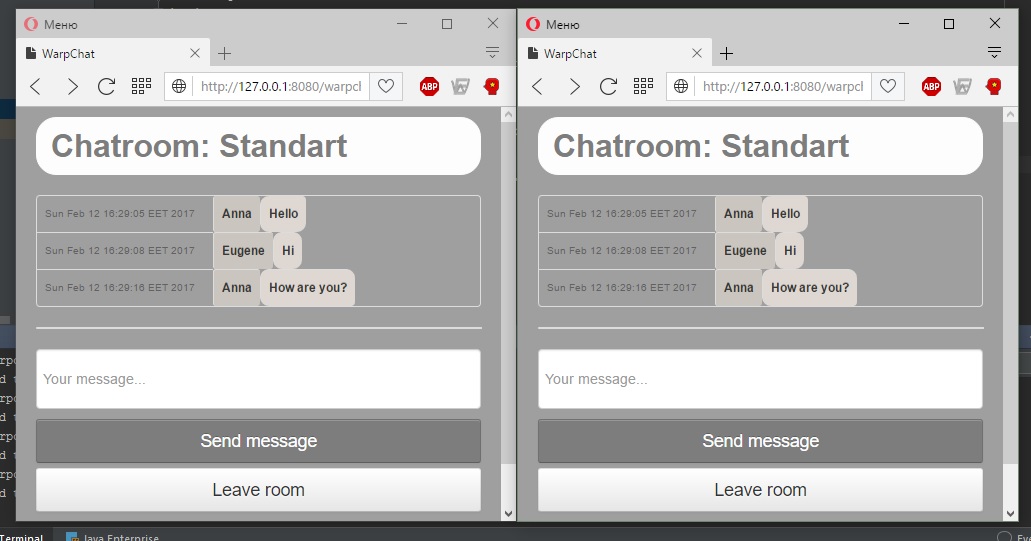 Меню
WarpChat
http://127.0.0.1:8080/warpcl
ABP
Chatroom: Standart
Sun Feb 12 16:29:05 EET 2017 Anna Hello
Sun Feb 12 16:29:08 EET 2017 Eugene Hi
Sun Feb 12 16:29:16 EET 2017 Anna How are you?
Your message...
Send message
Leave room
Меню
WarpChat
http://127.0.0.1:8080/warpcl
ABP
Chatroom: Standart
Sun Feb 12 16:29:05 EET 2017 Anna Hello
Sun Feb 12 16:29:08 EET 2017 Eugene Hi
Sun Feb 12 16:29:16 EET 2017 Anna How are you?
Your message...
Send message
Leave room
Terminal Java Enterprise